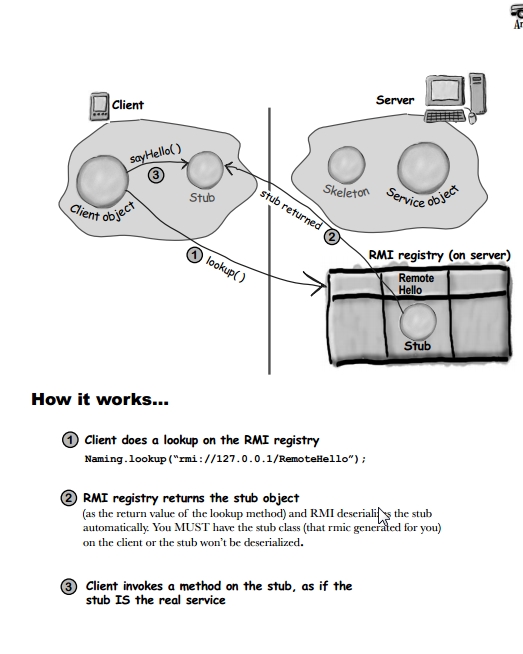 Client
Server
sayHello()
3
Stub
Client object
Skeleton
Service object
stub returned
2
1
lookup()
RMI registry (on server)
Remote
Hello
Stub
How it works...
1 Client does a lookup on the RMI registry
Naming.lookup("rmi://127.0.0.1/RemoteHello");
2 RMI registry returns the stub object
(as the return value of the lookup method) and RMI deserializes the stub
automatically. You MUST have the stub class (that rmic generated for you)
on the client or the stub won't be deserialized.
3 Client invokes a method on the stub, as if the
stub IS the real service